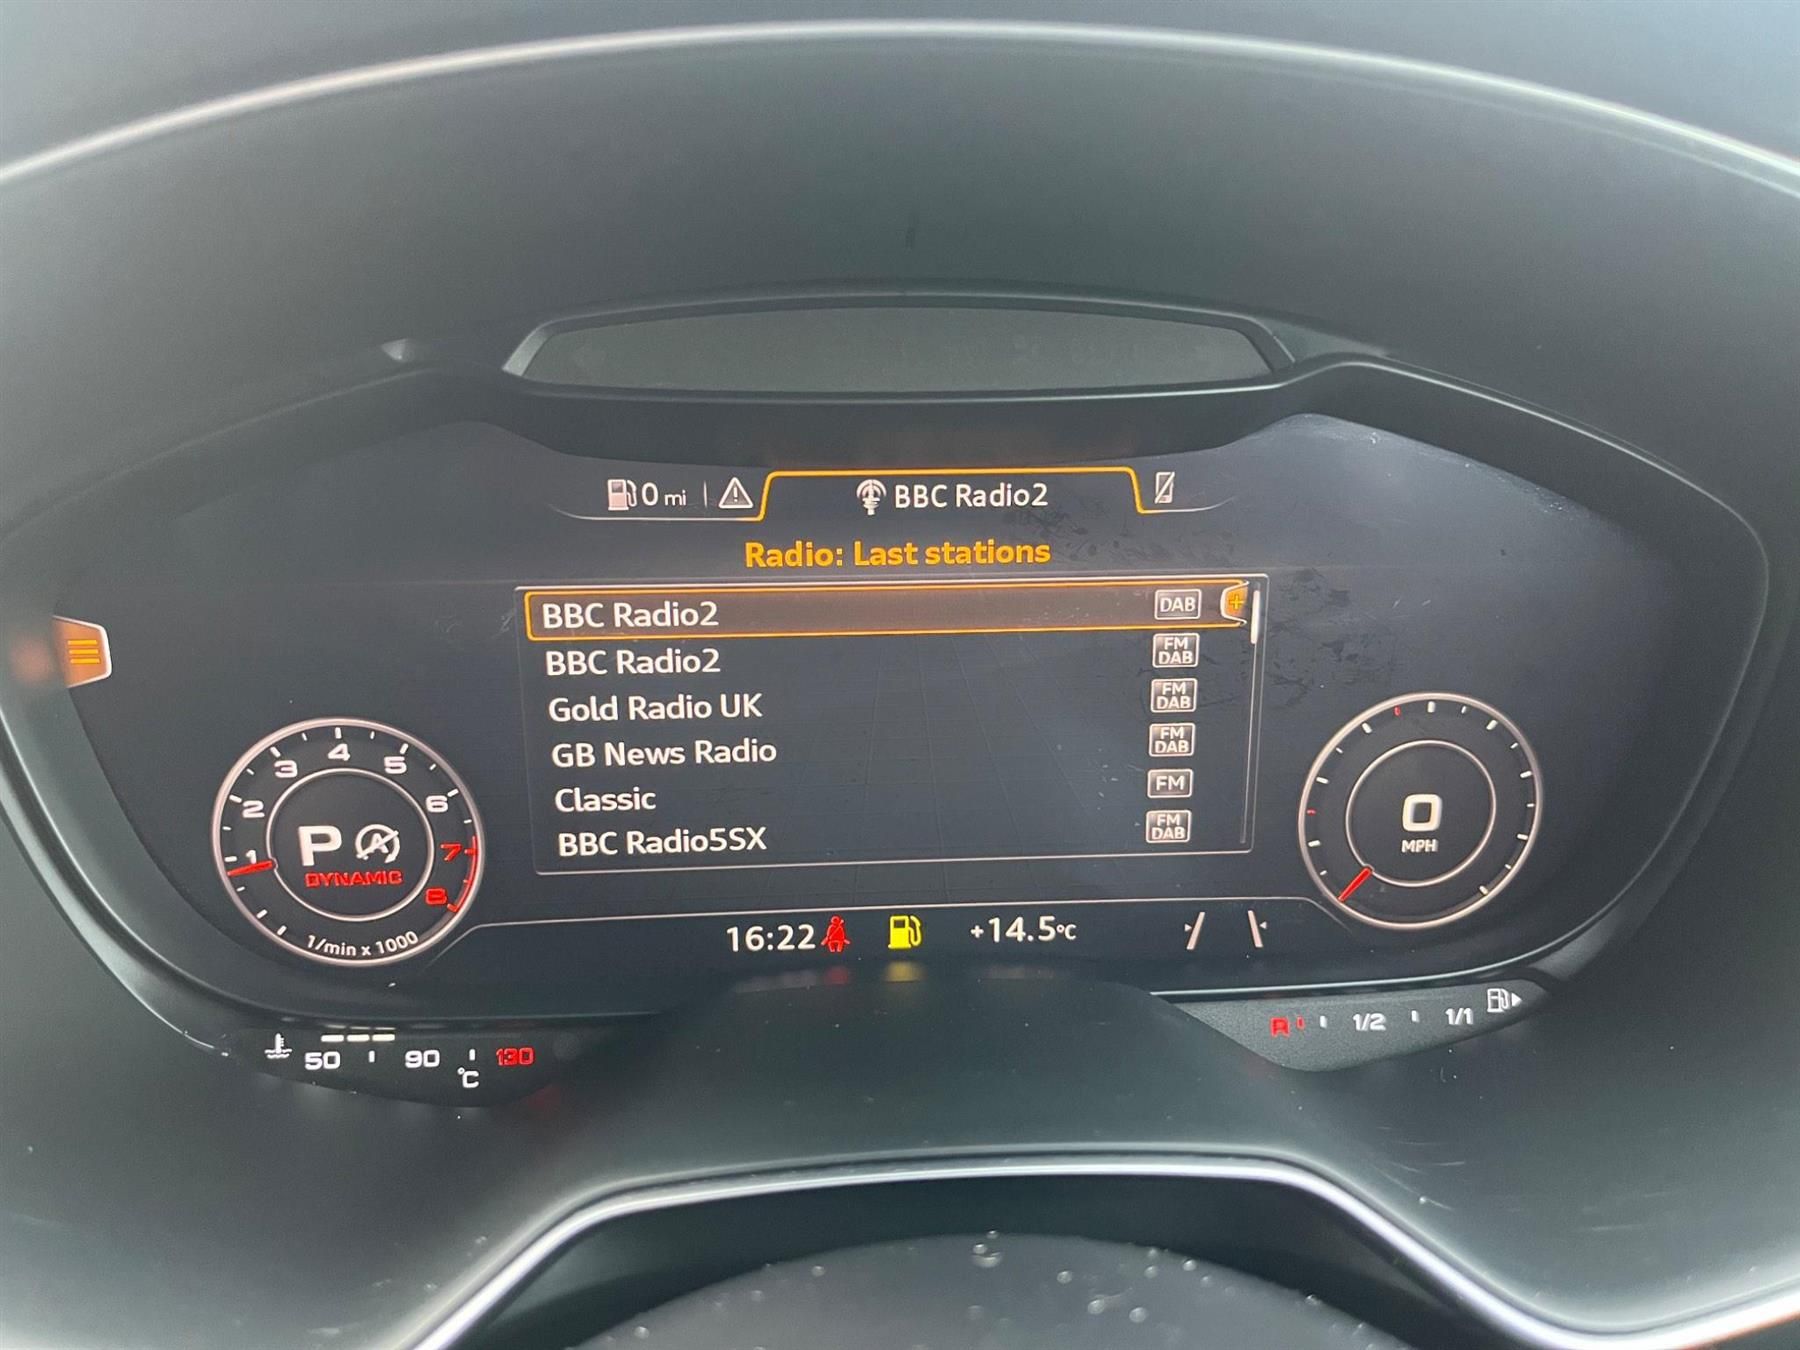 0 mi
BBC Radio2
Radio: Last stations
BBC Radio2 DAB
BBC Radio2 FM DAB
Gold Radio UK FM DAB
GB News Radio FM DAB
Classic FM
BBC Radio5SX FM DAB
1 2 3 4 5 6 7 8
P A
DYNAMIC
1/min x 1000
0
MPH
16:22 +14.5°C
50 90 130
°C
R 1/2 1/1